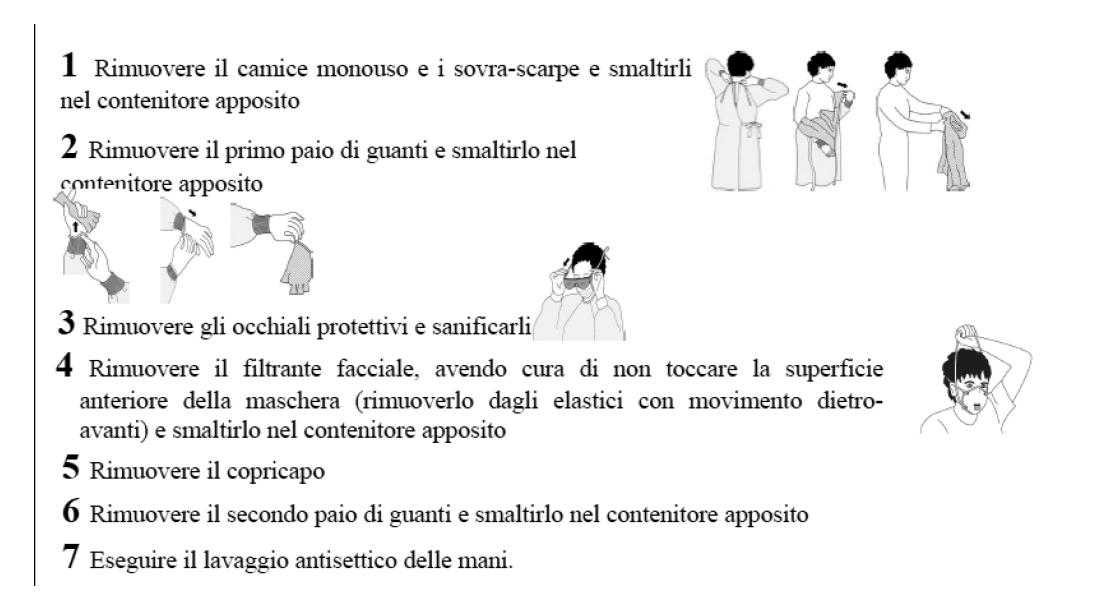 1 Rimuovere il camice monouso e i sovra-scarpe e smaltirli
nel contenitore apposito
2 Rimuovere il primo paio di guanti e smaltirlo nel
contenitore apposito
3 Rimuovere gli occhiali protettivi e sanificarli
4 Rimuovere il filtrante facciale, avendo cura di non toccare la superficie
anteriore della maschera (rimuoverlo dagli elastici con movimento dietro-
avanti) e smaltirlo nel contenitore apposito
5 Rimuovere il copricapo
6 Rimuovere il secondo paio di guanti e smaltirlo nel contenitore apposito
7 Eseguire il lavaggio antisettico delle mani.